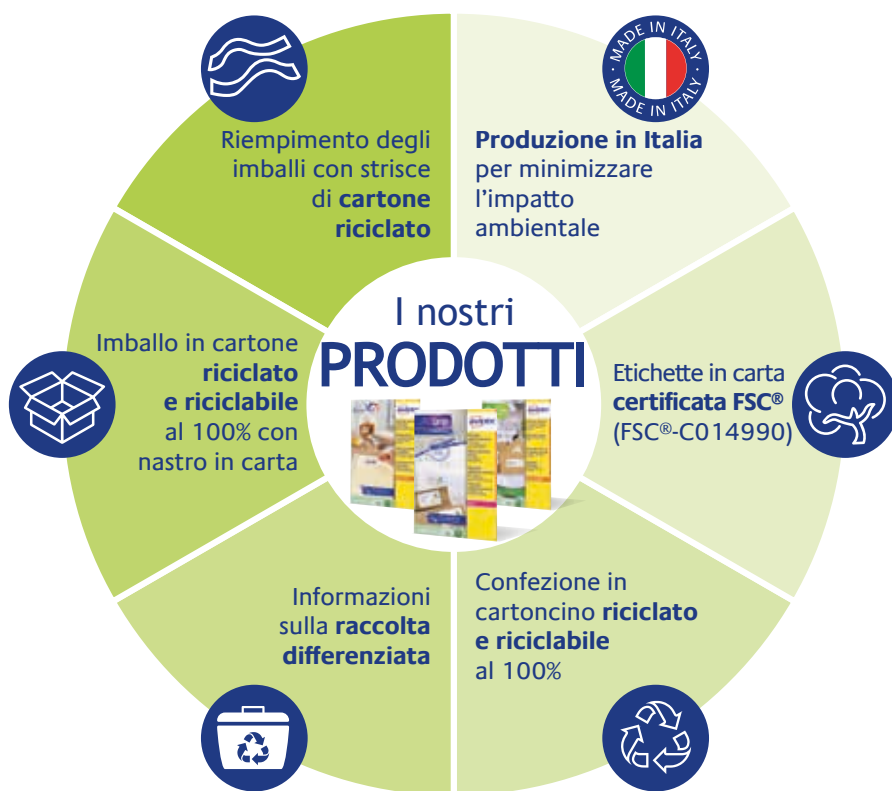 · MADE IN ITALY ·
MADE IN ITALY
Produzione in Italia
per minimizzare
l'impatto
ambientale
Etichette in carta
certificata FSC®
(FSC®-C014990)
Confezione in
cartoncino riciclato
e riciclabile
al 100%
Informazioni
sulla raccolta
differenziata
Imballo in cartone
riciclato
e riciclabile
al 100% con
nastro in carta
Riempimento degli
imballi con strisce
di cartone
riciclato
I nostri
PRODOTTI